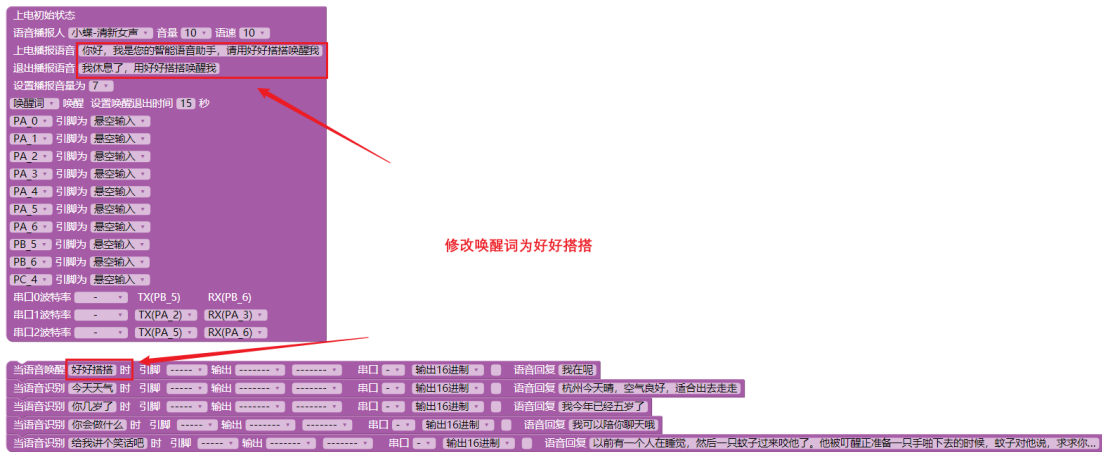 上电初始状态
语音播报人 小蝶-清新女声 音量 10 语速 10
上电播报语音 你好，我是您的智能语音助手，请用好好搭搭唤醒我
退出播报语音 我休息了，用好好搭搭唤醒我
设置播报音量为 7
唤醒词 唤醒 设置唤醒退出时间 15 秒
PA_0 引脚为 悬空输入
PA_1 引脚为 悬空输入
PA_2 引脚为 悬空输入
PA_3 引脚为 悬空输入
PA_4 引脚为 悬空输入
PA_5 引脚为 悬空输入
PA_6 引脚为 悬空输入
PB_5 引脚为 悬空输入
PB_6 引脚为 悬空输入
PC_4 引脚为 悬空输入
修改唤醒词为好好搭搭
串口0波特率 - TX(PB_5) RX(PB_6)
串口1波特率 - TX(PA_2) RX(PA_3)
串口2波特率 - TX(PA_5) RX(PA_6)
当语音唤醒 好好搭搭 时 引脚 ----- 输出 ------- ------- 串口 - 输出16进制 语音回复 我在呢
当语音识别 今天天气 时 引脚 ----- 输出 ------- ------- 串口 - 输出16进制 语音回复 杭州今天晴，空气良好，适合出去走走
当语音识别 你几岁了 时 引脚 ----- 输出 ------- ------- 串口 - 输出16进制 语音回复 我今年已经五岁了
当语音识别 你会做什么 时 引脚 ----- 输出 ------- ------- 串口 - 输出16进制 语音回复 我可以陪你聊天哦
当语音识别 给我讲个笑话吧 时 引脚 ----- 输出 ------- ------- 串口 - 输出16进制 语音回复 以前有一个人在睡觉，然后一只蚊子过来咬他了。他被叮醒正准备一只手啪下去的时候，蚊子对他说，求求你...